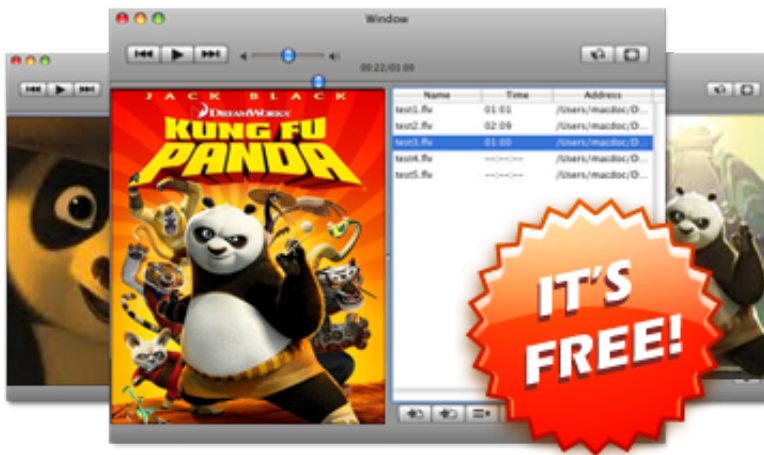 Window
00:22/01:00
JACK BLACK
DREAMWORKS
KUNG FU
PANDA
Name Time Address
test1.flv 01:01 /Users/macdoc/D...
test2.flv 02:09 /Users/macdoc/D...
test3.flv 01:00 /Users/macdoc/D...
test4.flv --:--:-- /Users/macdoc/D...
test5.flv --:--:-- /Users/macdoc/D...
IT'S
FREE!